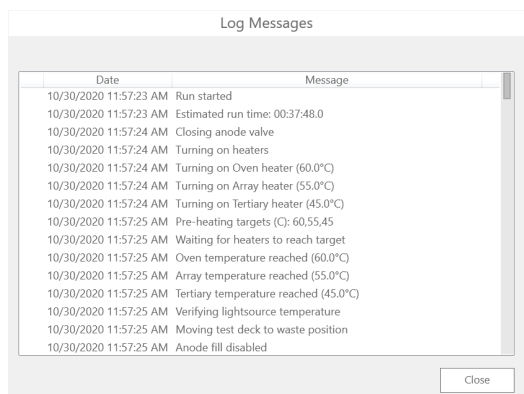 Log Messages
Date Message
10/30/2020 11:57:23 AM Run started
10/30/2020 11:57:23 AM Estimated run time: 00:37:48.0
10/30/2020 11:57:24 AM Closing anode valve
10/30/2020 11:57:24 AM Turning on heaters
10/30/2020 11:57:24 AM Turning on Oven heater (60.0°C)
10/30/2020 11:57:24 AM Turning on Array heater (55.0°C)
10/30/2020 11:57:24 AM Turning on Tertiary heater (45.0°C)
10/30/2020 11:57:25 AM Pre-heating targets (C): 60,55,45
10/30/2020 11:57:25 AM Waiting for heaters to reach target
10/30/2020 11:57:25 AM Oven temperature reached (60.0°C)
10/30/2020 11:57:25 AM Array temperature reached (55.0°C)
10/30/2020 11:57:25 AM Tertiary temperature reached (45.0°C)
10/30/2020 11:57:25 AM Verifying lightsource temperature
10/30/2020 11:57:25 AM Moving test deck to waste position
10/30/2020 11:57:25 AM Anode fill disabled
Close